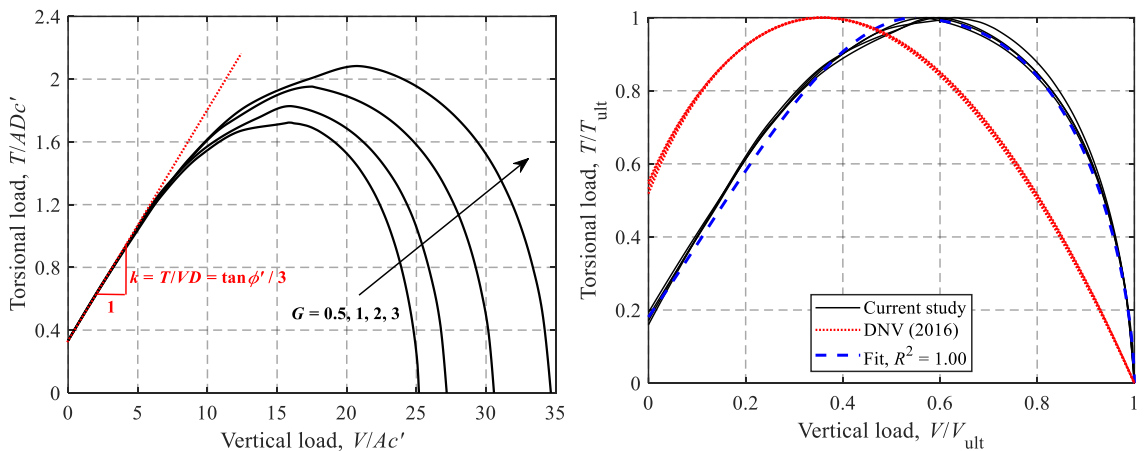 2.4
2.0
1.6
1.2
0.8
0.4
0
Torsional load, T/ADc′
k = T/VD = tanϕ′ / 3
1
G = 0.5, 1, 2, 3
0 5 10 15 20 25 30 35
Vertical load, V/Ac′
1
0.8
0.6
0.4
0.2
0
Torsional load, T/Tult
Current study
DNV (2016)
Fit, R² = 1.00
0 0.2 0.4 0.6 0.8 1
Vertical load, V/Vult